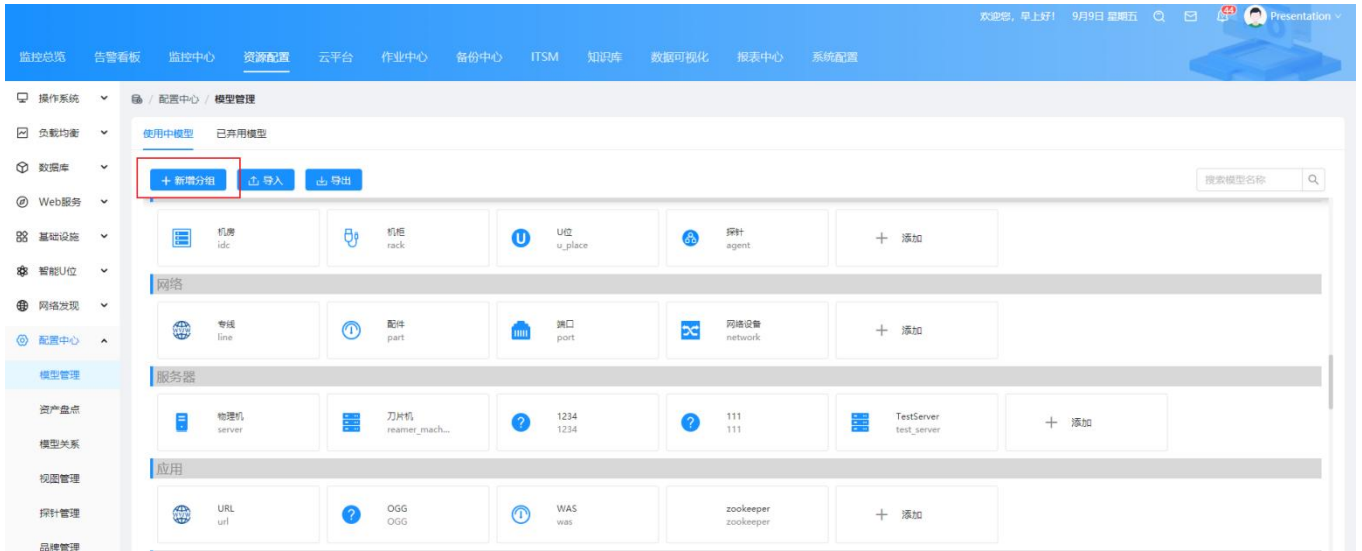 欢迎您，早上好! 9月9日 星期五 44 Presentation
监控总览 告警看板 监控中心 资源配置 云平台 作业中心 备份中心 ITSM 知识库 数据可视化 报表中心 系统配置
操作系统
负载均衡
数据库
Web服务
基础设施
智能U位
网络发现
配置中心
模型管理
资产盘点
模型关系
视图管理
探针管理
品牌管理
/ 配置中心 / 模型管理
使用中模型 已弃用模型
+ 新增分组 导入 导出 搜索模型名称
机房
idc
机柜
rack
U位
u_place
探针
agent
+ 添加
网络
专线
line
配件
part
端口
port
网络设备
network
+ 添加
服务器
物理机
server
刀片机
reamer_mach...
1234
1234
111
111
TestServer
test_server
+ 添加
应用
URL
url
OGG
OGG
WAS
was
zookeeper
zookeeper
+ 添加